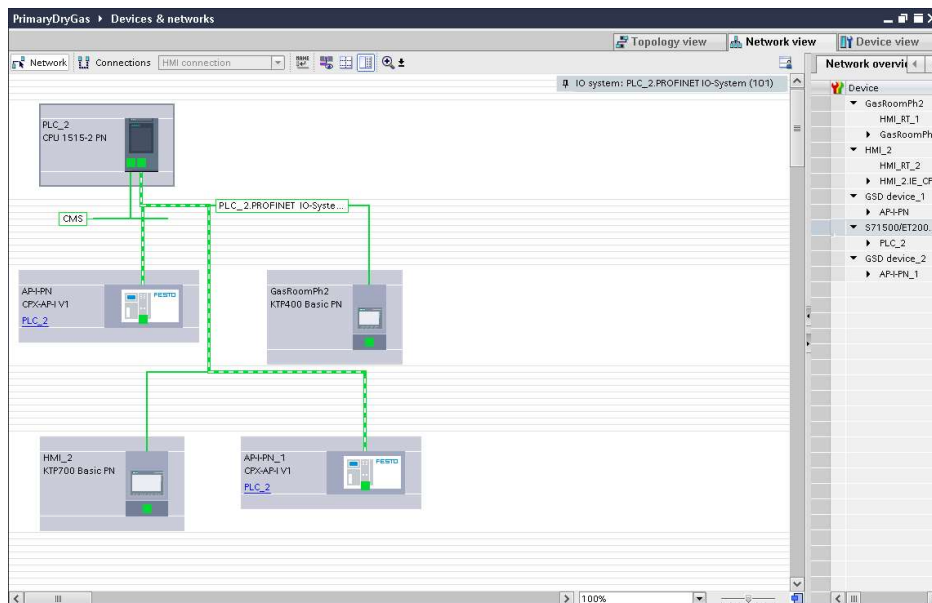 PrimaryDryGas ▸ Devices & networks
Topology view
Network view
Device view
Network
Connections
HMI connection
IO system: PLC_2.PROFINET IO-System (101)
PLC_2
CPU 1515-2 PN
CMS
PLC_2.PROFINET IO-Syste...
AP-I-PN
CPX-AP-I V1
PLC_2
FESTO
GasRoomPh2
KTP400 Basic PN
HMI_2
KTP700 Basic PN
AP-I-PN_1
CPX-AP-I V1
PLC_2
FESTO
100%
Network overvi
Device
GasRoomPh2
HMI_RT_1
GasRoomPh
HMI_2
HMI_RT_2
HMI_2.IE_CP
GSD device_1
AP-I-PN
S71500/ET200...
PLC_2
GSD device_2
AP-I-PN_1